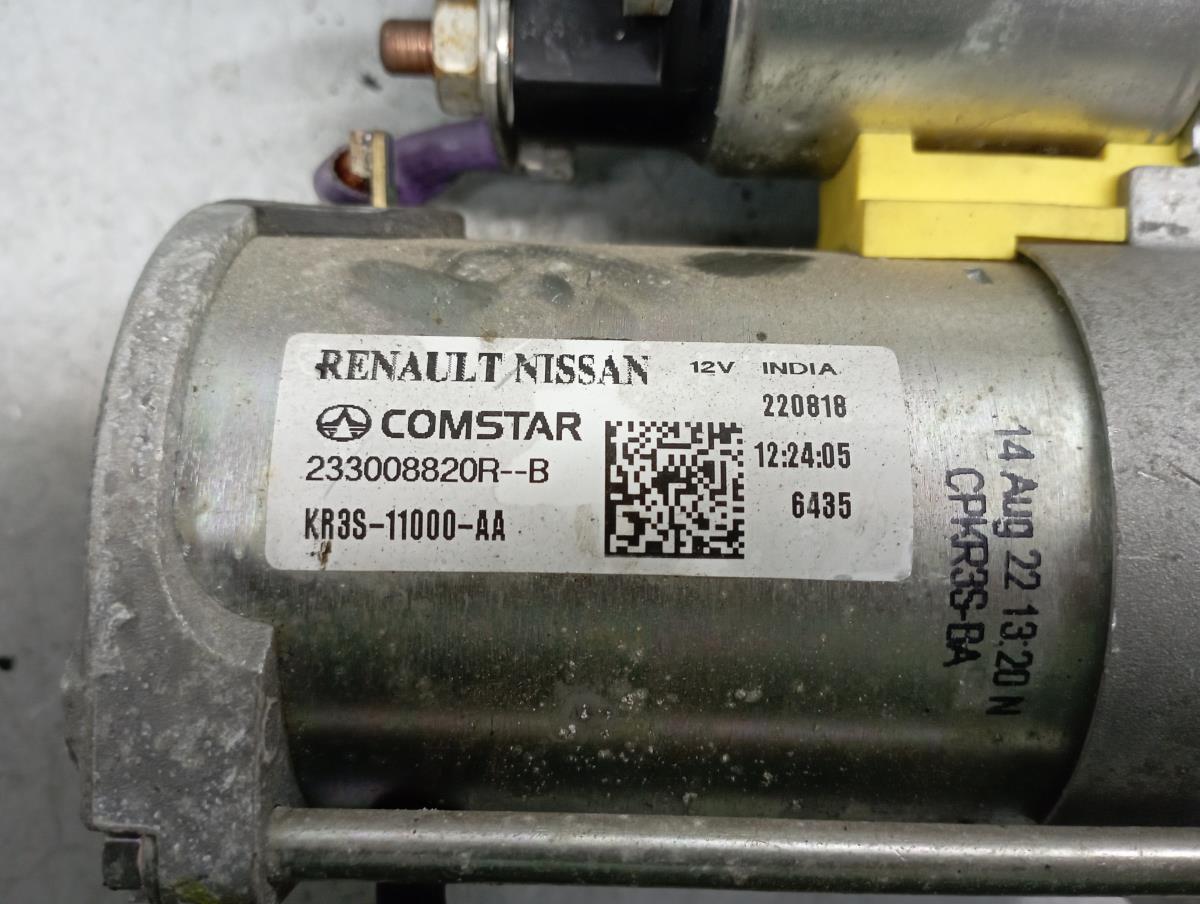 RENAULT NISSAN 12V INDIA
220818
COMSTAR
12:24:05
233008820R--B
6435
KR3S-11000-AA
14 Aug 22 13:20 N
CPKR3S-BA